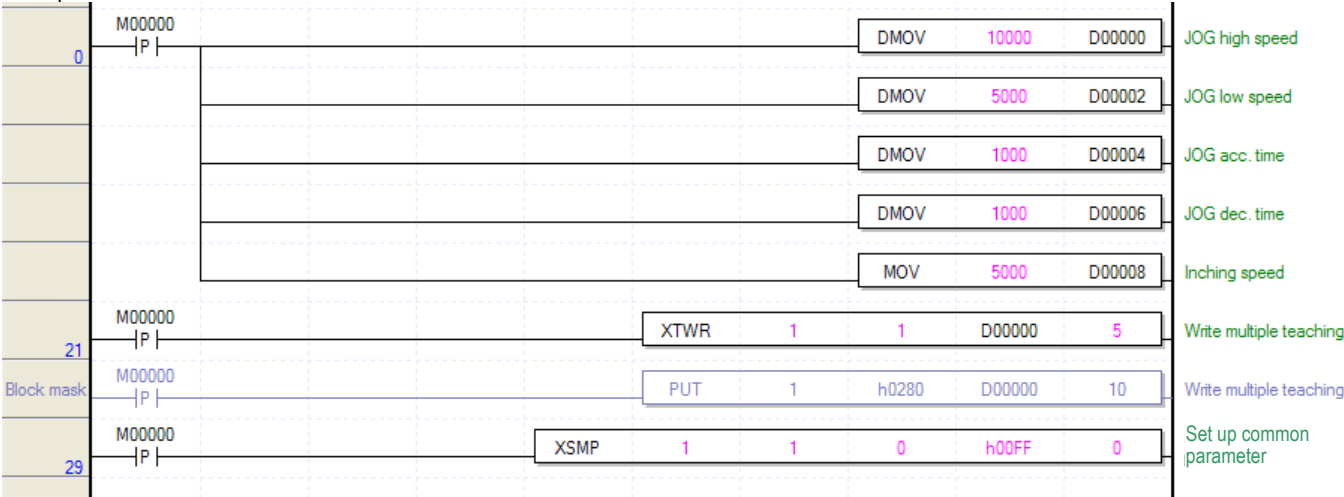 M00000
P
0
DMOV 10000 D00000 JOG high speed
DMOV 5000 D00002 JOG low speed
DMOV 1000 D00004 JOG acc. time
DMOV 1000 D00006 JOG dec. time
MOV 5000 D00008 Inching speed
M00000
P
21
XTWR 1 1 D00000 5 Write multiple teaching
Block mask
M00000
P
PUT 1 h0280 D00000 10 Write multiple teaching
M00000
P
29
XSMP 1 1 0 h00FF 0 Set up common
parameter